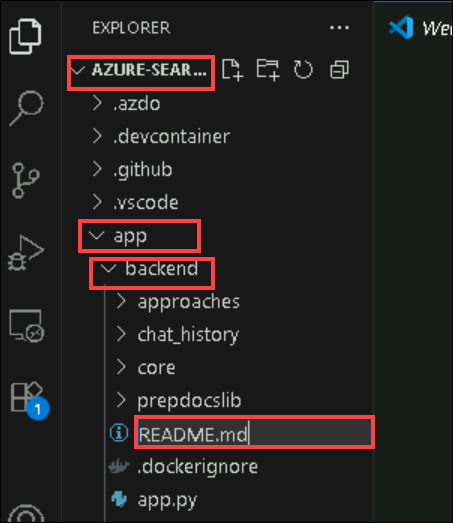 EXPLORER
AZURE-SEAR...
.azdo
.devcontainer
.github
.vscode
app
backend
approaches
chat_history
core
prepdocslib
README.md
.dockerignore
app.py
1